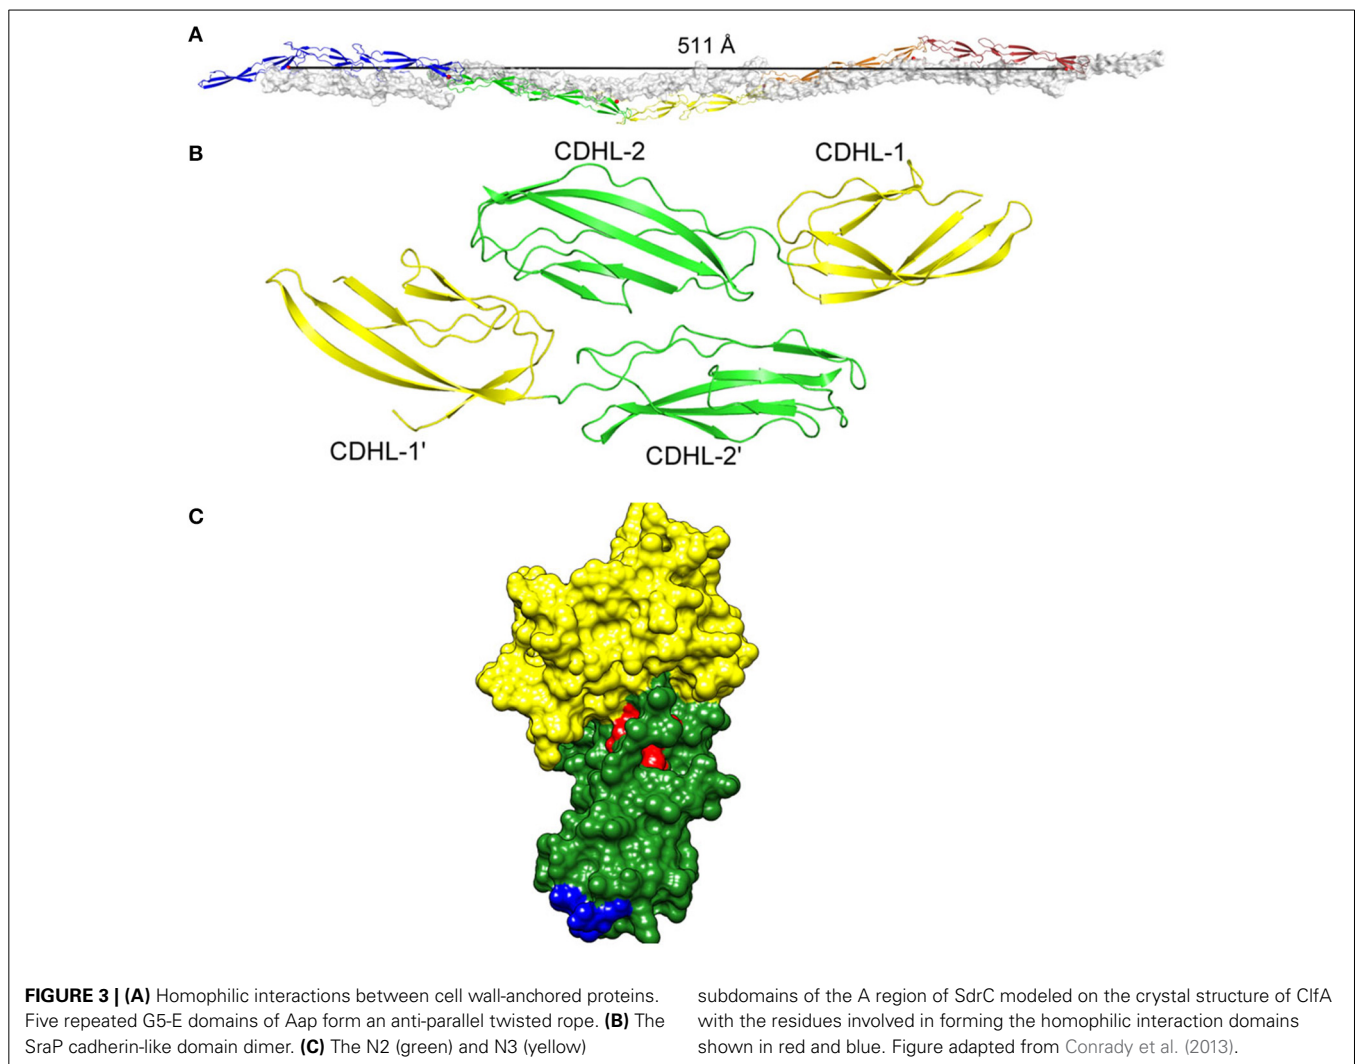 A
511 Å
B
CDHL-2
CDHL-1
CDHL-1'
CDHL-2'
C
FIGURE 3 | (A) Homophilic interactions between cell wall-anchored proteins.
Five repeated G5-E domains of Aap form an anti-parallel twisted rope. (B) The
SraP cadherin-like domain dimer. (C) The N2 (green) and N3 (yellow)
subdomains of the A region of SdrC modeled on the crystal structure of ClfA
with the residues involved in forming the homophilic interaction domains
shown in red and blue. Figure adapted from Conrady et al. (2013).